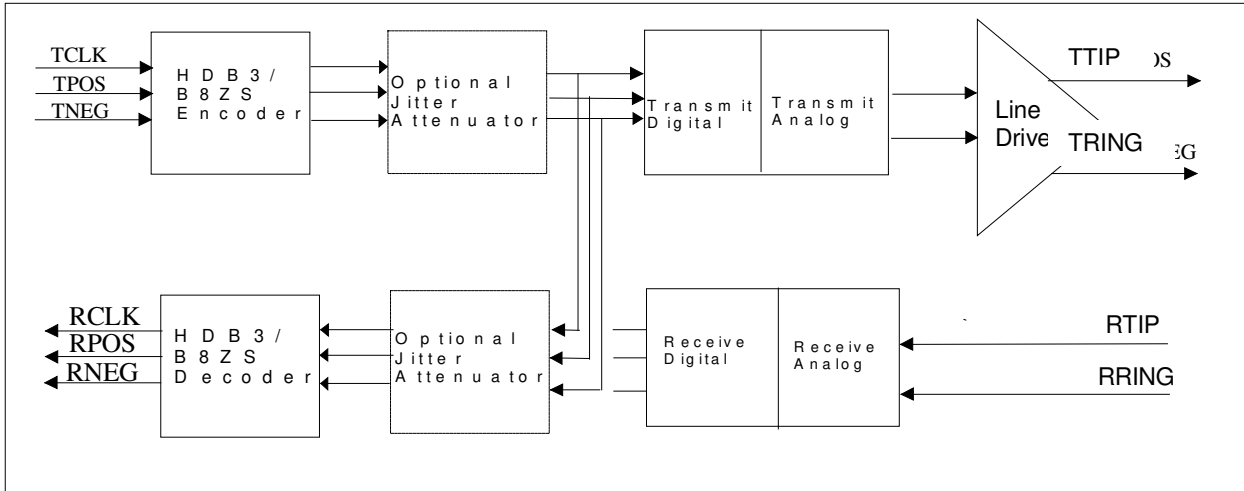 TCLK
TPOS
TNEG
HDB3/
B8ZS
Encoder
Optional
Jitter
Attenuator
Transmit
Digital
Transmit
Analog
Line
Drive
TTIP
TRING
RCLK
RPOS
RNEG
HDB3/
B8ZS
Decoder
Optional
Jitter
Attenuator
Receive
Digital
Receive
Analog
RTIP
RRING